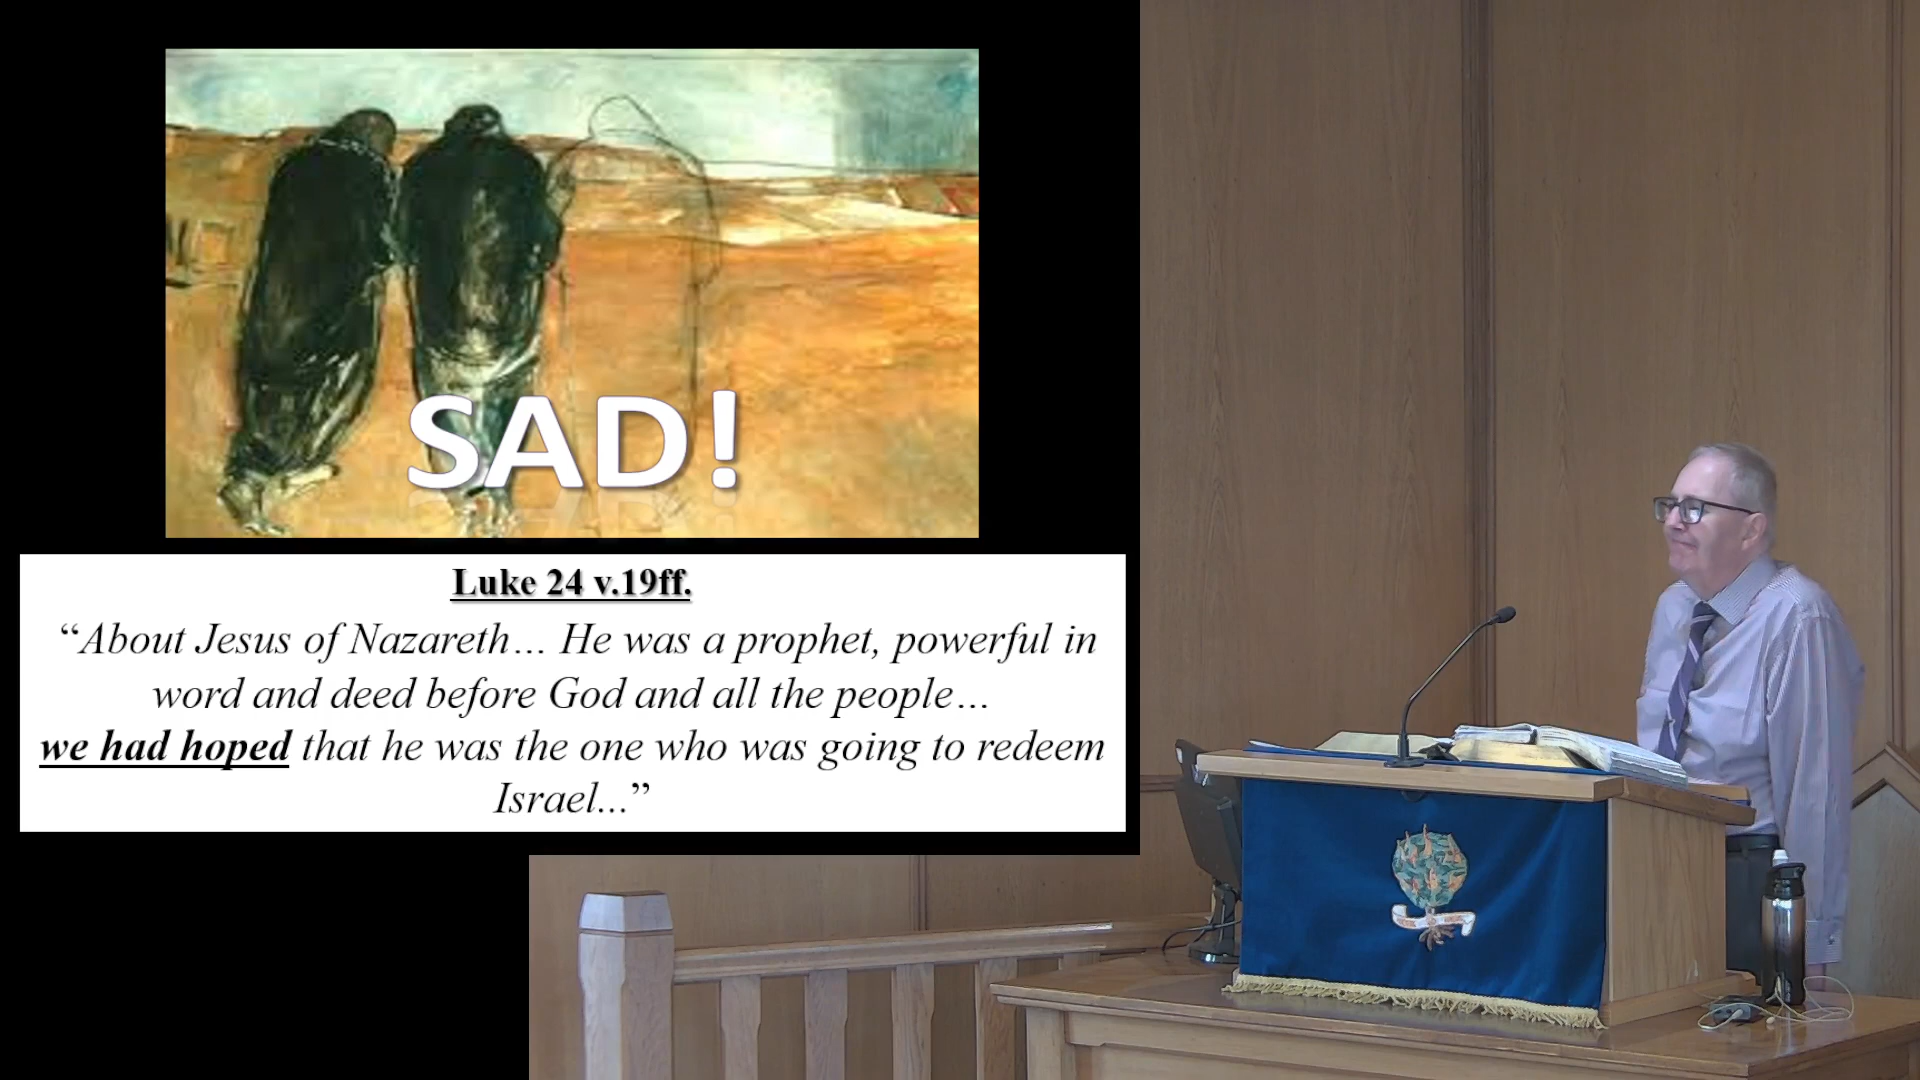 SAD!
Luke 24 v.19ff.
“About Jesus of Nazareth… He was a prophet, powerful in
word and deed before God and all the people…
we had hoped that he was the one who was going to redeem
Israel...”